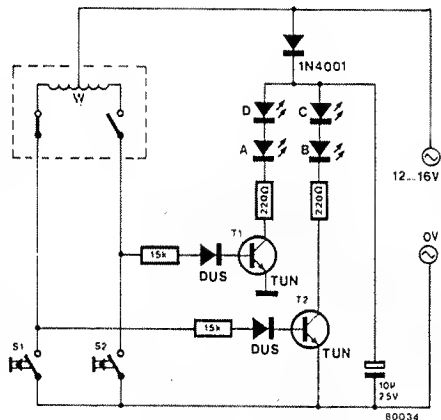 1N4001
W
D
C
A
B
220Ω
220Ω
12...16V
0V
T1
15k
DUS
TUN
T2
15k
DUS
TUN
S1
S2
10µ
25V
80034